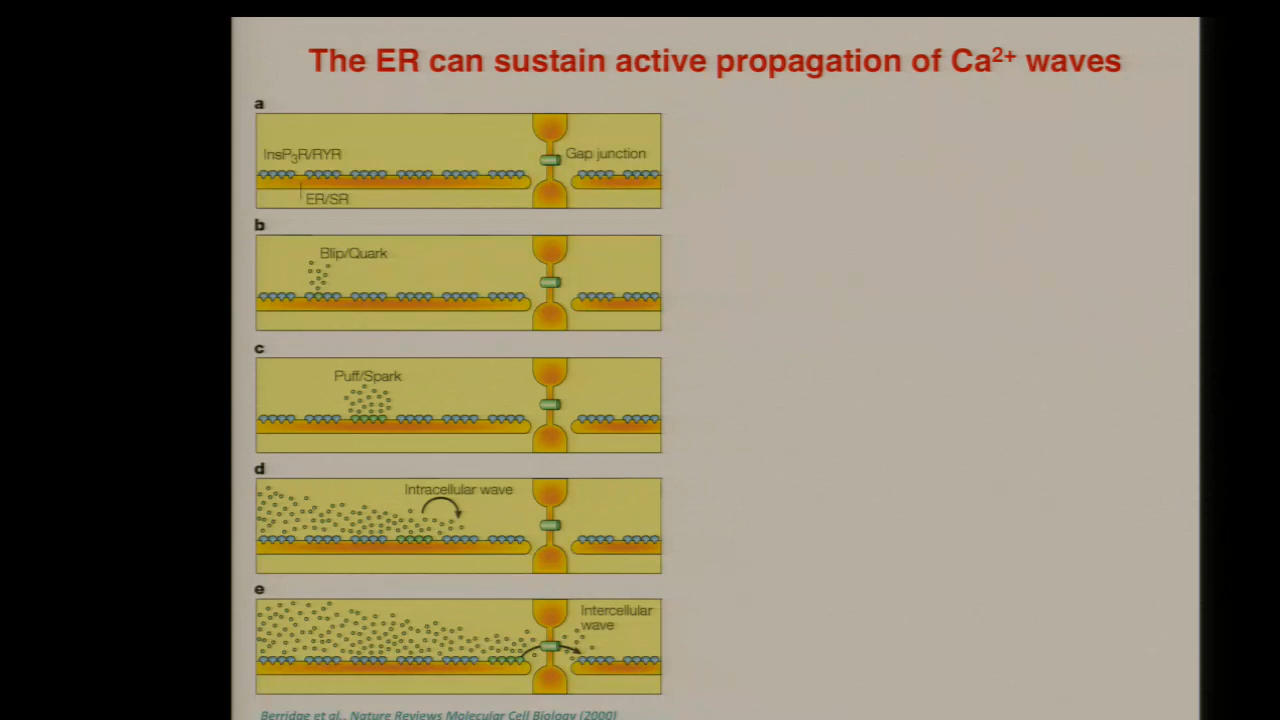 The ER can sustain active propagation of Ca²⁺ waves
a
InsP₃R/RYR
Gap junction
ER/SR
b
Blip/Quark
c
Puff/Spark
d
Intracellular wave
e
Intercellular
wave
Berridge et al., Nature Reviews Molecular Cell Biology (2000)